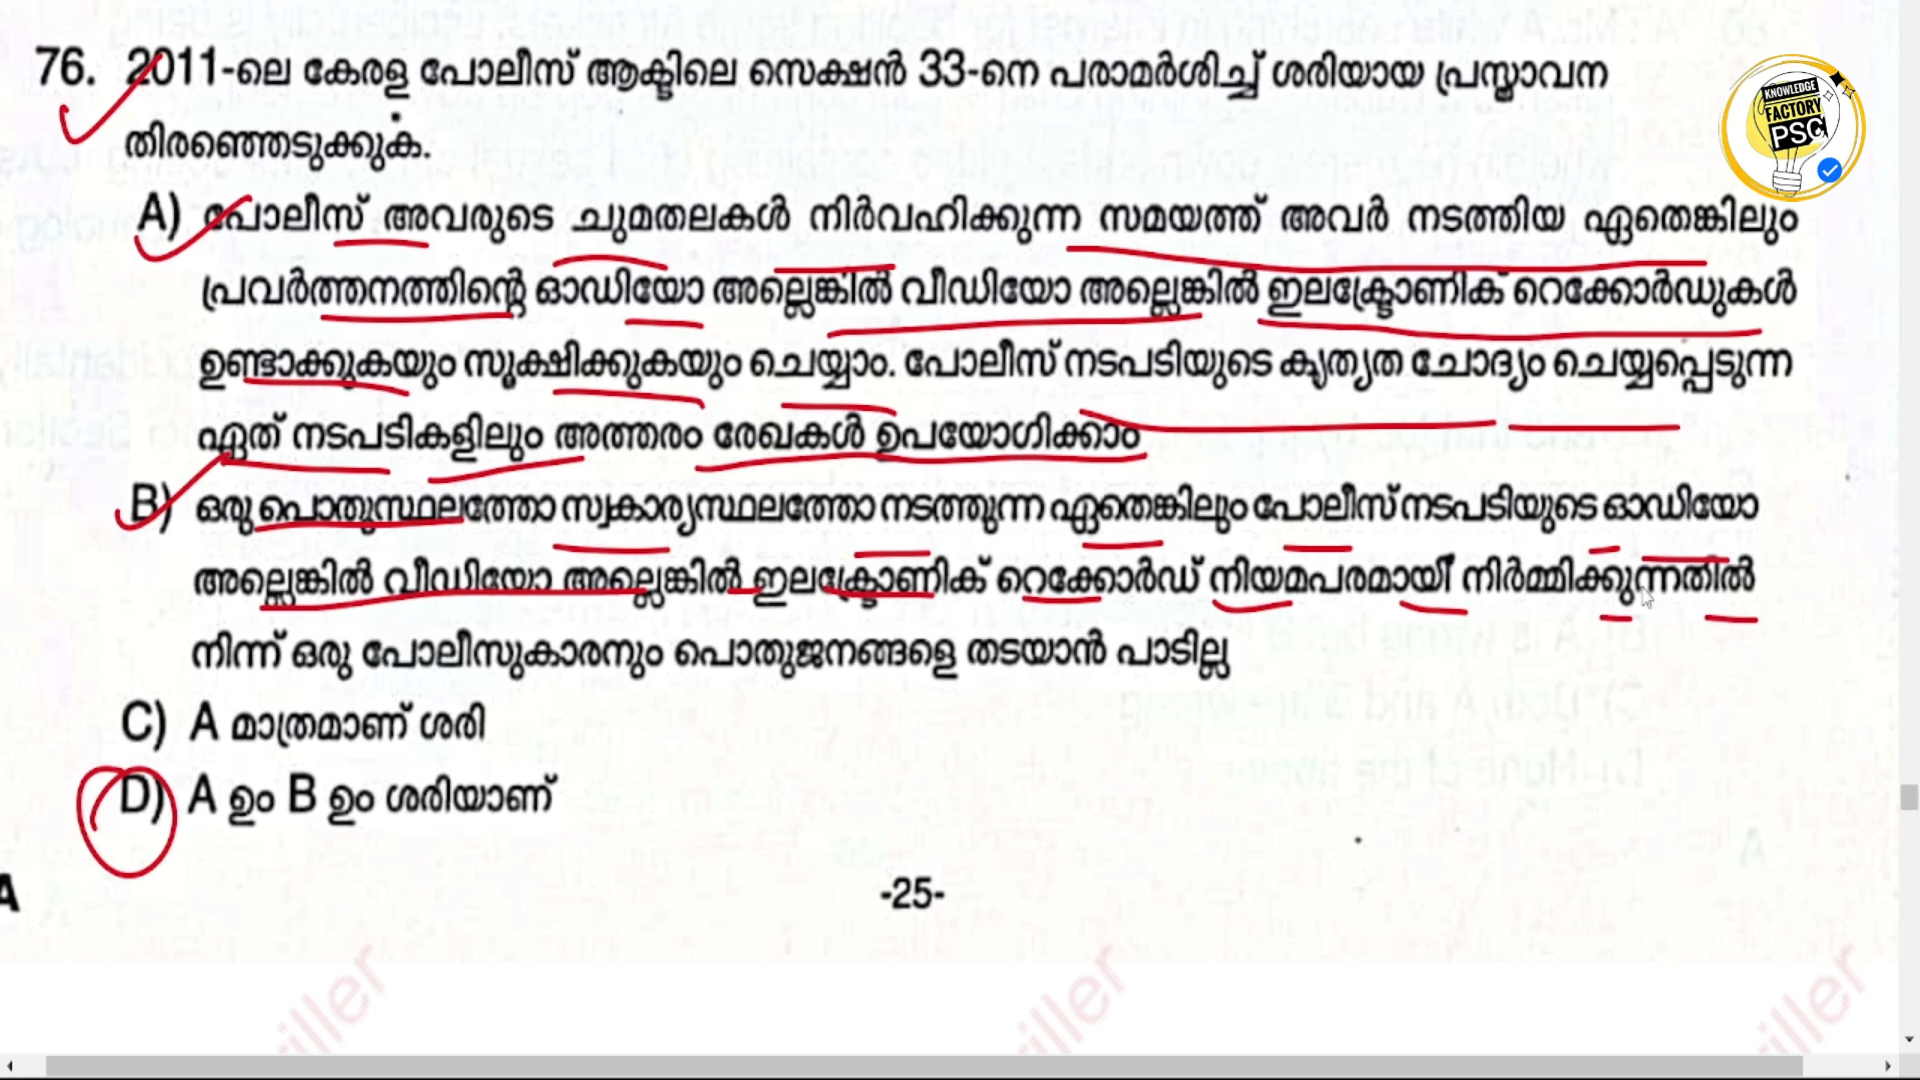 76. 2011-ലെ കേരള പോലീസ് ആക്ടിലെ സെക്ഷൻ 33-നെ പരാമർശിച്ച് ശരിയായ പ്രസ്താവന
തിരഞ്ഞെടുക്കുക.
A) പോലീസ് അവരുടെ ചുമതലകൾ നിർവഹിക്കുന്ന സമയത്ത് അവർ നടത്തിയ ഏതെങ്കിലും
പ്രവർത്തനത്തിന്റെ ഓഡിയോ അല്ലെങ്കിൽ വീഡിയോ അല്ലെങ്കിൽ ഇലക്ട്രോണിക് റെക്കോർഡുകൾ
ഉണ്ടാക്കുകയും സൂക്ഷിക്കുകയും ചെയ്യാം. പോലീസ് നടപടിയുടെ കൃത്യത ചോദ്യം ചെയ്യപ്പെടുന്ന
ഏത് നടപടികളിലും അത്തരം രേഖകൾ ഉപയോഗിക്കാം
B) ഒരു പൊതുസ്ഥലത്തോ സ്വകാര്യസ്ഥലത്തോ നടത്തുന്ന ഏതെങ്കിലും പോലീസ് നടപടിയുടെ ഓഡിയോ
അല്ലെങ്കിൽ വീഡിയോ അല്ലെങ്കിൽ ഇലക്ട്രോണിക് റെക്കോർഡ് നിയമപരമായി നിർമ്മിക്കുന്നതിൽ
നിന്ന് ഒരു പോലീസുകാരനും പൊതുജനങ്ങളെ തടയാൻ പാടില്ല
C) A മാത്രമാണ് ശരി
D) A ഉം B ഉം ശരിയാണ്
A
-25-
KNOWLEDGE
FACTORY
PSC